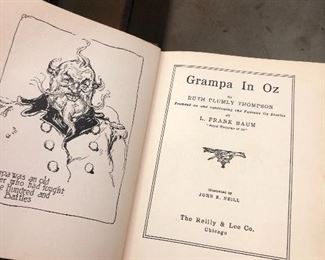 pa was an old
er who had fought
e Hundred and
Battles
Grampa In Oz
BY
RUTH PLUMLY THOMPSON
Founded on and continuing the Famous Oz Stories
BY
L. FRANK BAUM
"Royal Historian of Oz"
Illustrated by
JOHN R. NEILL
The Reilly & Lee Co.
Chicago